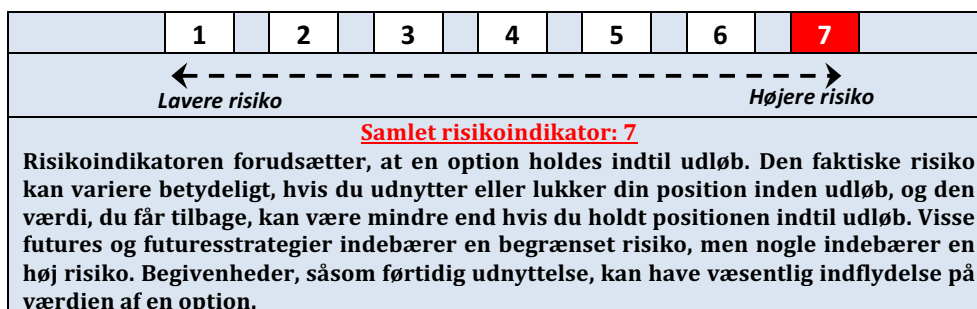 1 2 3 4 5 6 7
Lavere risiko Højere risiko
Samlet risikoindikator: 7
Risikoindikatoren forudsætter, at en option holdes indtil udløb. Den faktiske risiko
kan variere betydeligt, hvis du udnytter eller lukker din position inden udløb, og den
værdi, du får tilbage, kan være mindre end hvis du holdt positionen indtil udløb. Visse
futures og futuresstrategier indebærer en begrænset risiko, men nogle indebærer en
høj risiko. Begivenheder, såsom førtidig udnyttelse, kan have væsentlig indflydelse på
værdien af en option.